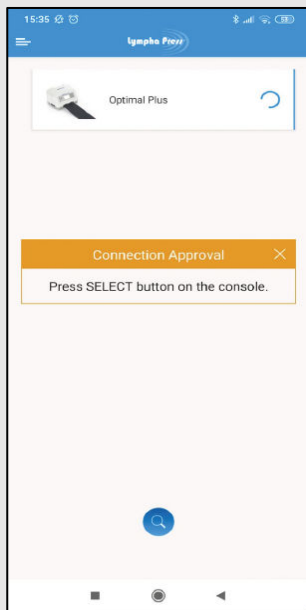 15:35
Lympha Press
Optimal Plus
Connection Approval
Press SELECT button on the console.